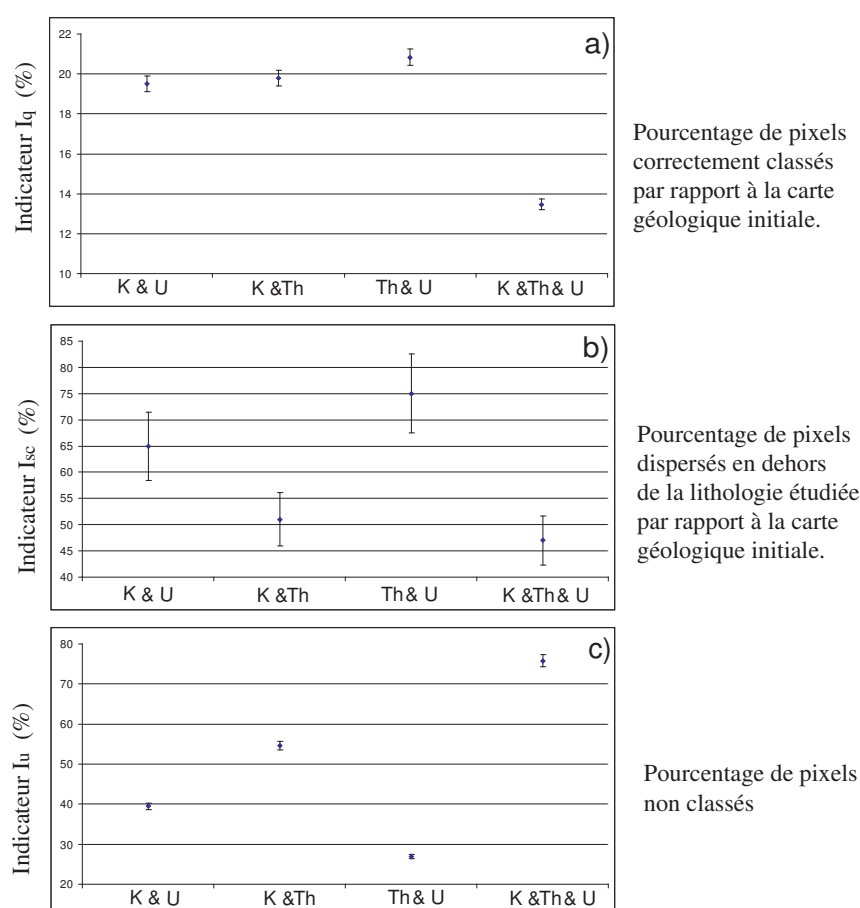 a)
Indicateur Iq (%)
22
20
18
16
14
12
10
K & U
K &Th
Th& U
K &Th& U
Pourcentage de pixels
correctement classés
par rapport à la carte
géologique initiale.
b)
Indicateur Isc (%)
85
80
75
70
65
60
55
50
45
40
K & U
K &Th
Th& U
K &Th& U
Pourcentage de pixels
dispersés en dehors
de la lithologie étudiée
par rapport à la carte
géologique initiale.
c)
Indicateur Iu (%)
80
70
60
50
40
30
20
K & U
K &Th
Th& U
K &Th& U
Pourcentage de pixels
non classés